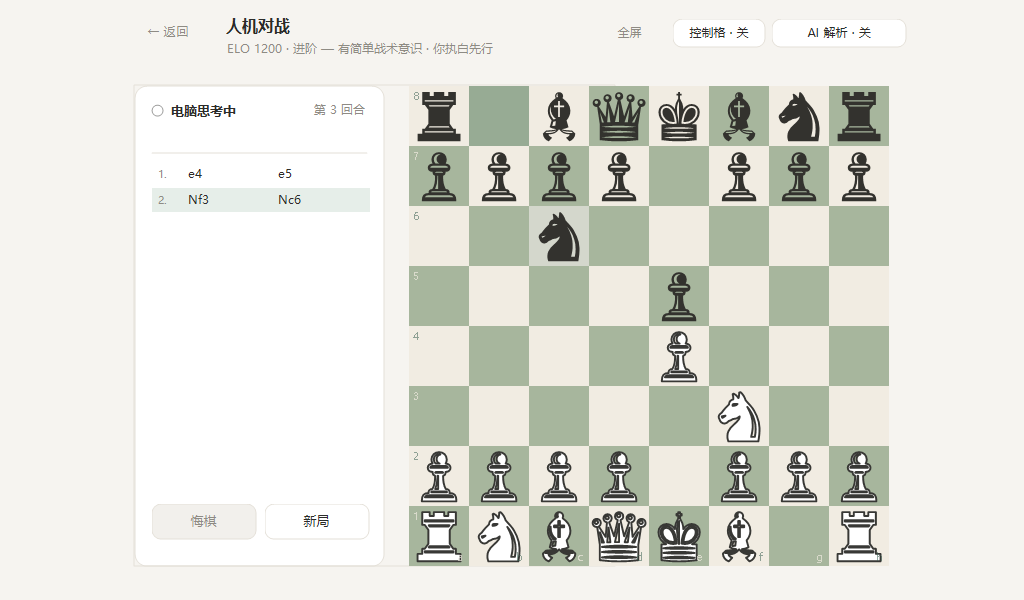 ← 返回
人机对战
ELO 1200 · 进阶 — 有简单战术意识 · 你执白先行
全屏
控制格 · 关
AI 解析 · 关
电脑思考中
第 3 回合
1. e4 e5
2. Nf3 Nc6
悔棋
新局
8
7
6
5
4
3
2
1
c
d
e
f
g